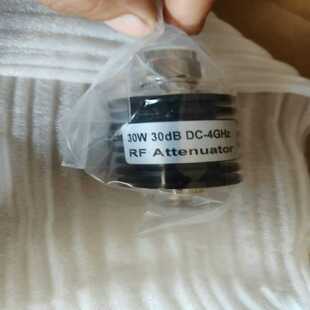 30W 30dB DC-4GHz
RF Attenuator